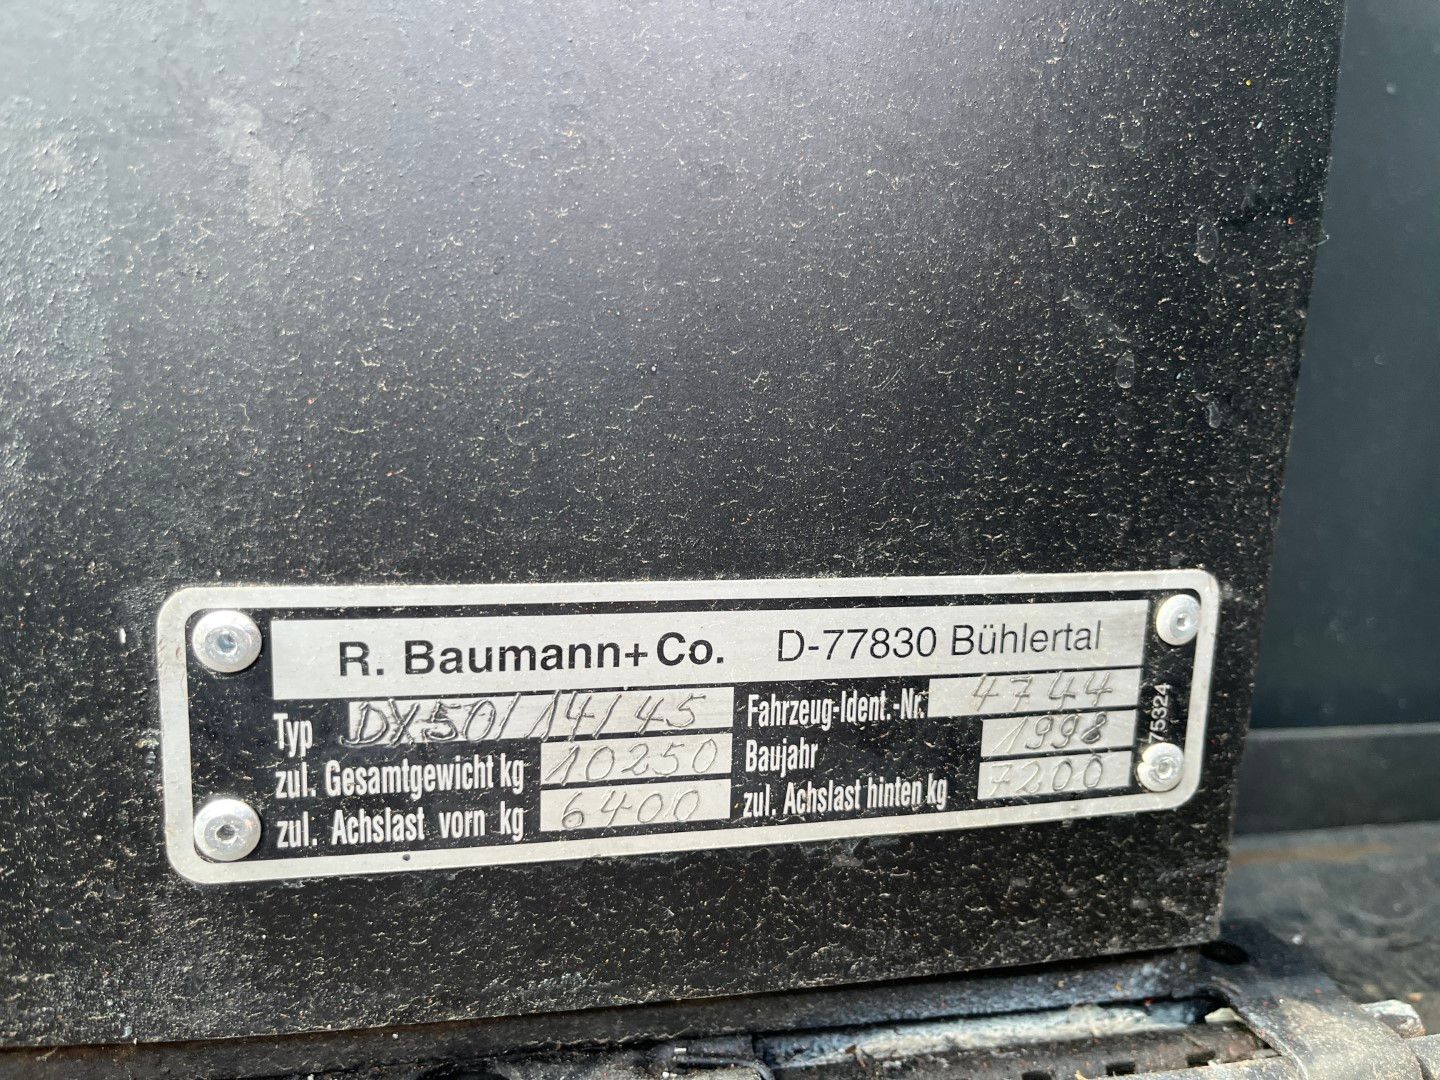 R. Baumann+Co. D-77830 Bühlertal
Typ DX50/14/45 Fahrzeug-Ident.-Nr. 4744
zul. Gesamtgewicht kg 10250 Baujahr 1998
zul. Achslast vorn kg 6400 zul. Achslast hinten kg 7200
75324